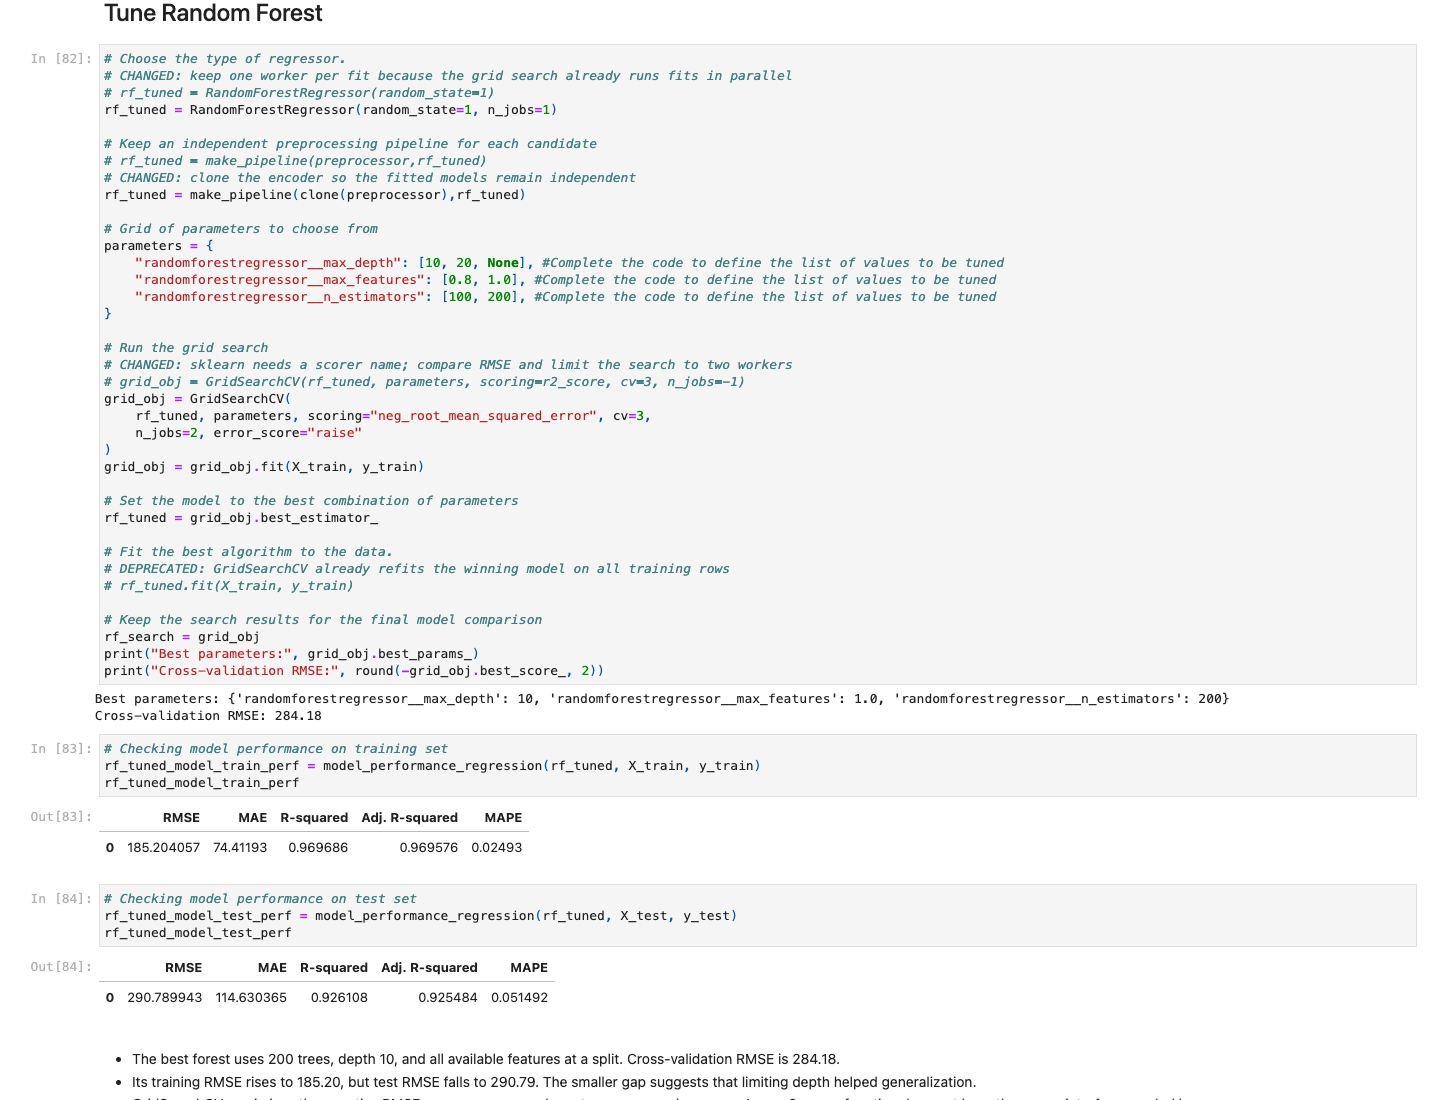 Tune Random Forest
In [82]:
# Choose the type of regressor.
# CHANGED: keep one worker per fit because the grid search already runs fits in parallel
# rf_tuned = RandomForestRegressor(random_state=1)
rf_tuned = RandomForestRegressor(random_state=1, n_jobs=1)
# Keep an independent preprocessing pipeline for each candidate
# rf_tuned = make_pipeline(preprocessor,rf_tuned)
# CHANGED: clone the encoder so the fitted models remain independent
rf_tuned = make_pipeline(clone(preprocessor),rf_tuned)
# Grid of parameters to choose from
parameters = {
    "randomforestregressor__max_depth": [10, 20, None], #Complete the code to define the list of values to be tuned
    "randomforestregressor__max_features": [0.8, 1.0], #Complete the code to define the list of values to be tuned
    "randomforestregressor__n_estimators": [100, 200], #Complete the code to define the list of values to be tuned
}
# Run the grid search
# CHANGED: sklearn needs a scorer name; compare RMSE and limit the search to two workers
# grid_obj = GridSearchCV(rf_tuned, parameters, scoring=r2_score, cv=3, n_jobs=-1)
grid_obj = GridSearchCV(
    rf_tuned, parameters, scoring="neg_root_mean_squared_error", cv=3,
    n_jobs=2, error_score="raise"
)
grid_obj = grid_obj.fit(X_train, y_train)
# Set the model to the best combination of parameters
rf_tuned = grid_obj.best_estimator_
# Fit the best algorithm to the data.
# DEPRECATED: GridSearchCV already refits the winning model on all training rows
# rf_tuned.fit(X_train, y_train)
# Keep the search results for the final model comparison
rf_search = grid_obj
print("Best parameters:", grid_obj.best_params_)
print("Cross-validation RMSE:", round(-grid_obj.best_score_, 2))
Best parameters: {'randomforestregressor__max_depth': 10, 'randomforestregressor__max_features': 1.0, 'randomforestregressor__n_estimators': 200}
Cross-validation RMSE: 284.18
In [83]:
# Checking model performance on training set
rf_tuned_model_train_perf = model_performance_regression(rf_tuned, X_train, y_train)
rf_tuned_model_train_perf
Out[83]:
RMSE MAE R-squared Adj. R-squared MAPE
0 185.204057 74.41193 0.969686 0.969576 0.02493
In [84]:
# Checking model performance on test set
rf_tuned_model_test_perf = model_performance_regression(rf_tuned, X_test, y_test)
rf_tuned_model_test_perf
Out[84]:
RMSE MAE R-squared Adj. R-squared MAPE
0 290.789943 114.630365 0.926108 0.925484 0.051492
• The best forest uses 200 trees, depth 10, and all available features at a split. Cross-validation RMSE is 284.18.
• Its training RMSE rises to 185.20, but test RMSE falls to 290.79. The smaller gap suggests that limiting depth helped generalization.